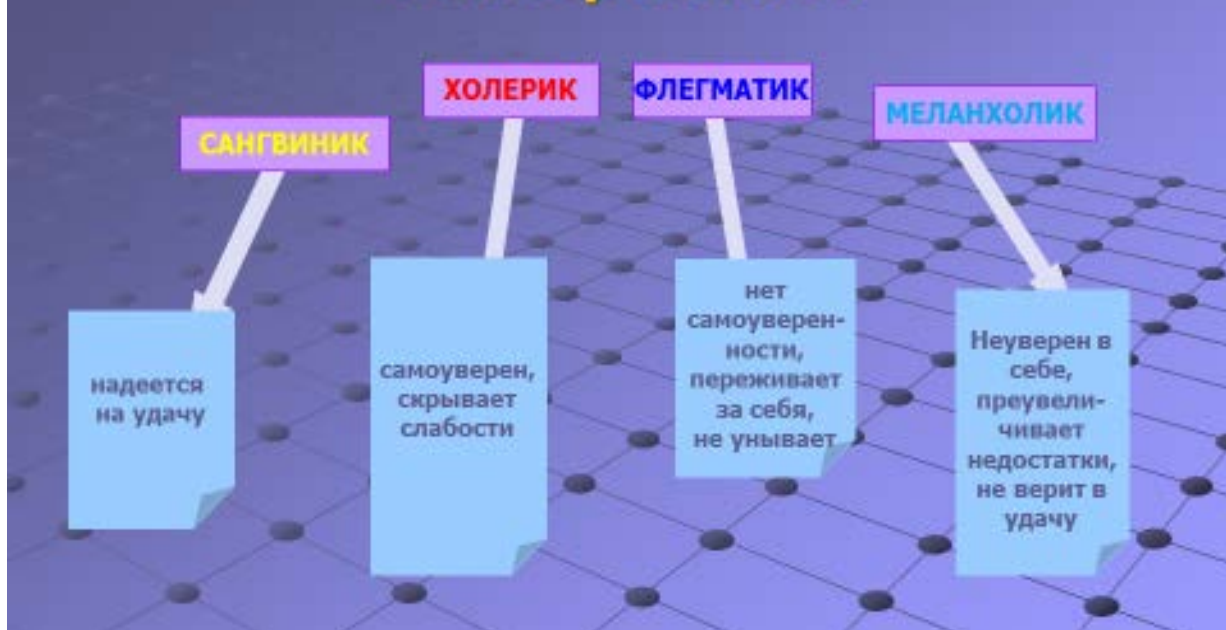 ХОЛЕРИК
ФЛЕГМАТИК
МЕЛАНХОЛИК
САНГВИНИК
надеется
на удачу
самоуверен,
скрывает
слабости
нет
самоуверен-
ности,
переживает
за себя,
не унывает
Неуверен в
себе,
преувели-
чивает
недостатки,
не верит в
удачу